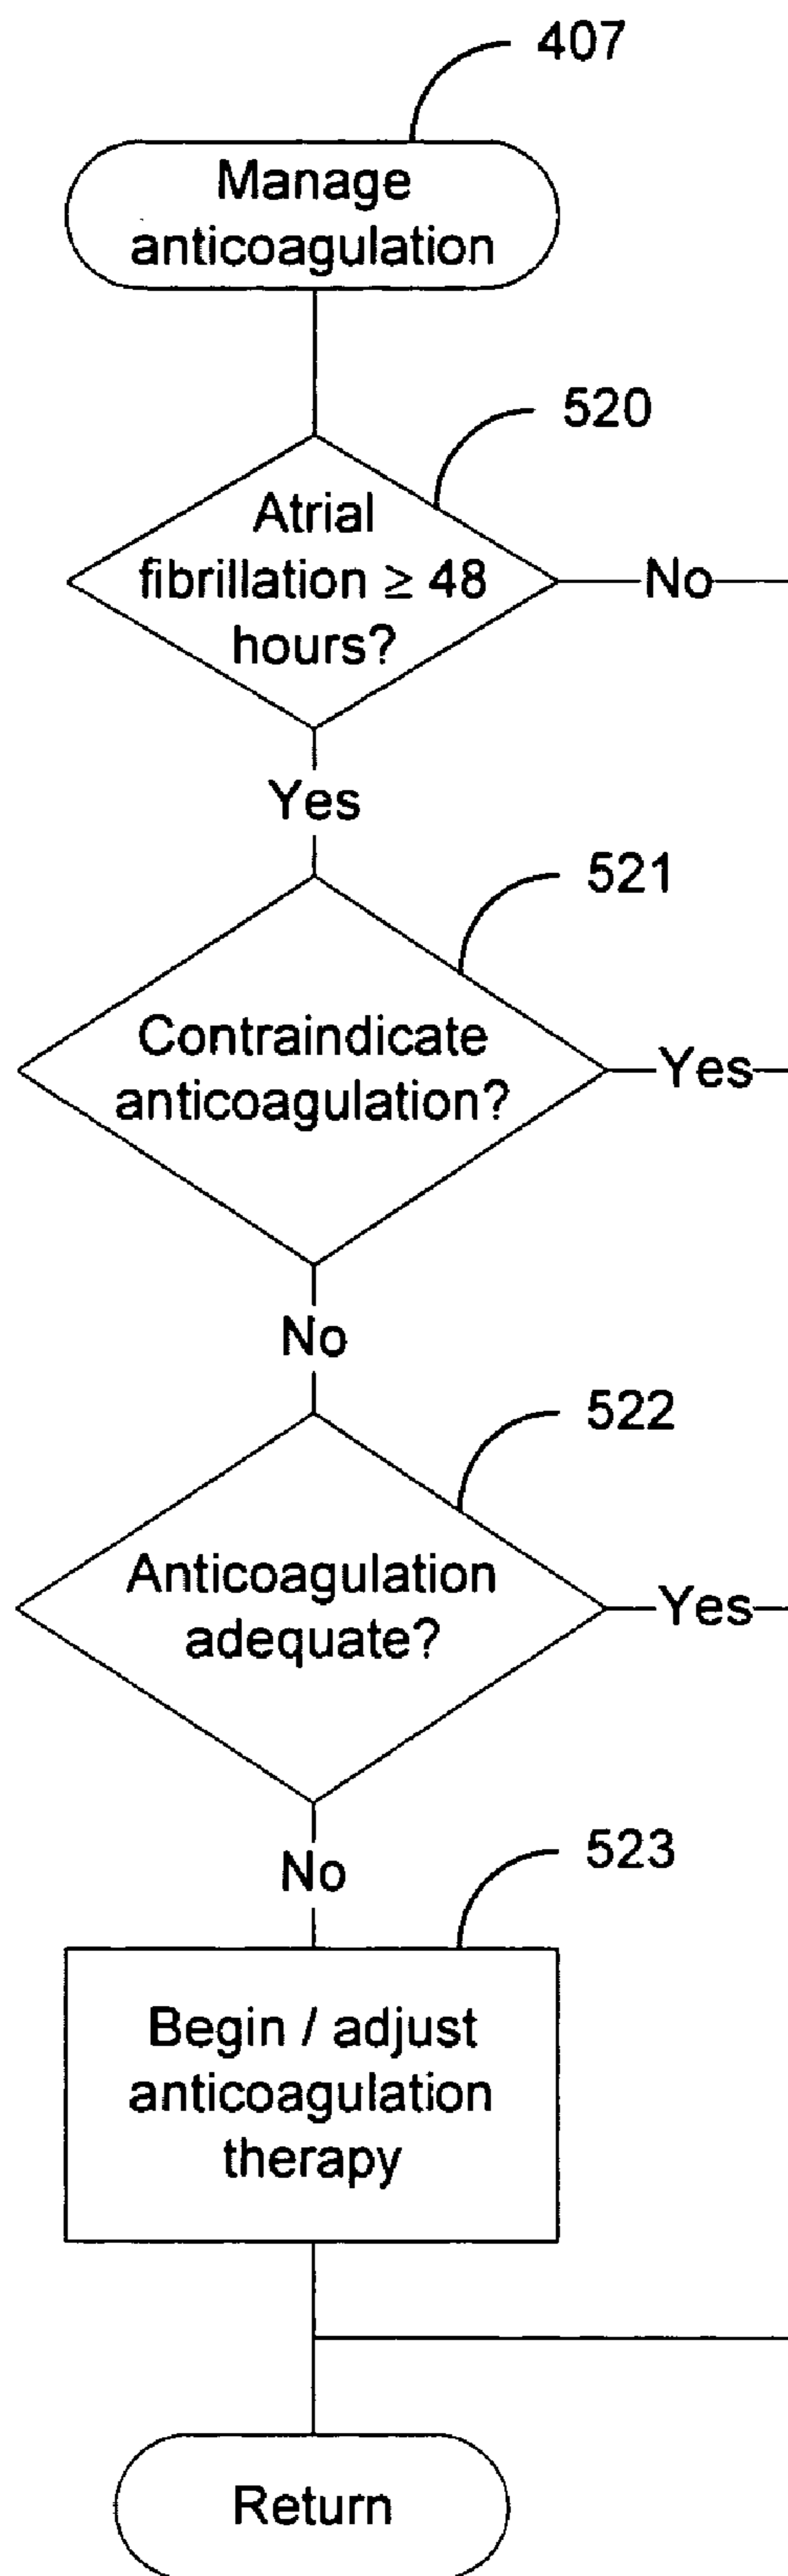 407
Manage
anticoagulation
520
Atrial
fibrillation ≥ 48
hours?
No
Yes
521
Contraindicate
anticoagulation?
Yes
No
522
Anticoagulation
adequate?
Yes
No
523
Begin / adjust
anticoagulation
therapy
Return